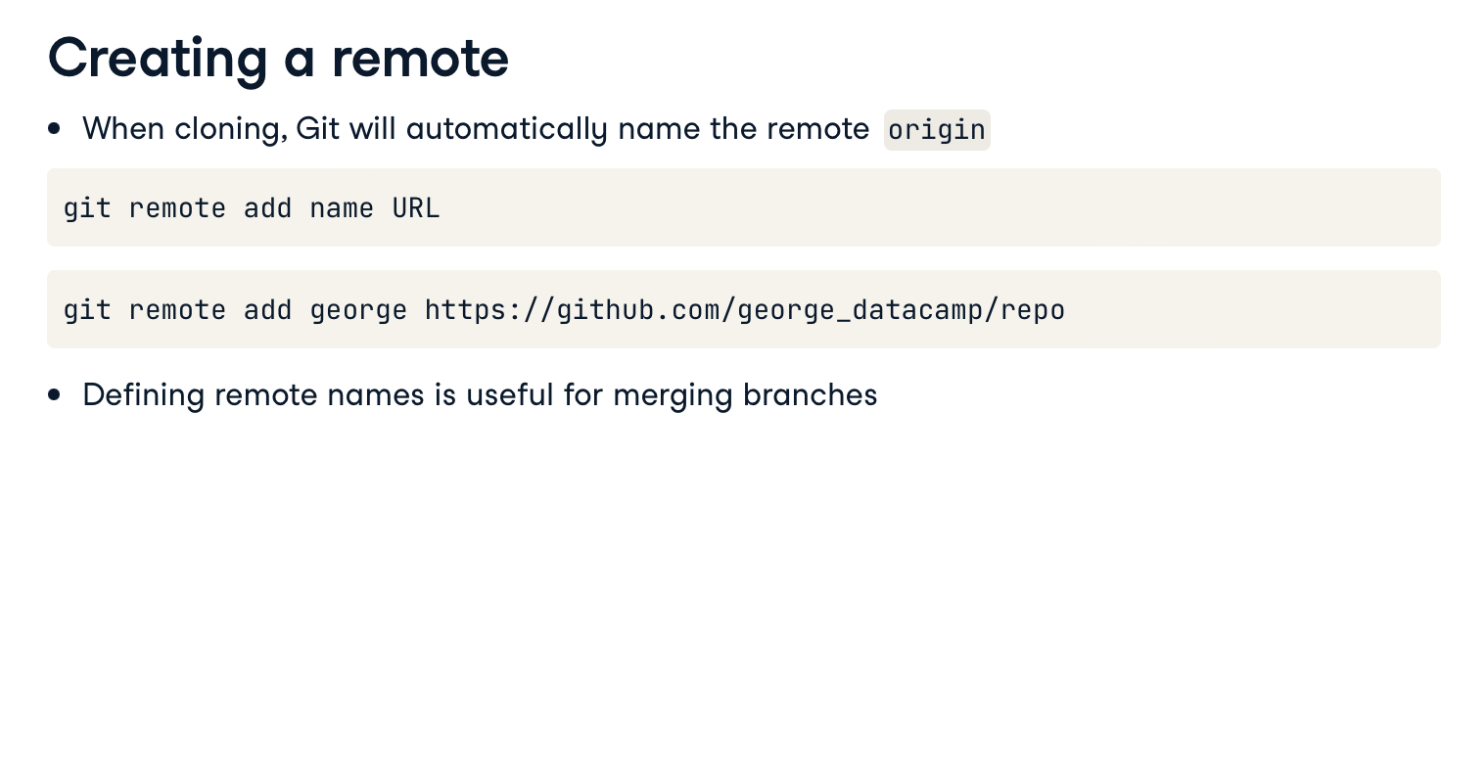 Creating a remote
• When cloning, Git will automatically name the remote origin
git remote add name URL
git remote add george https://github.com/george_datacamp/repo
• Defining remote names is useful for merging branches